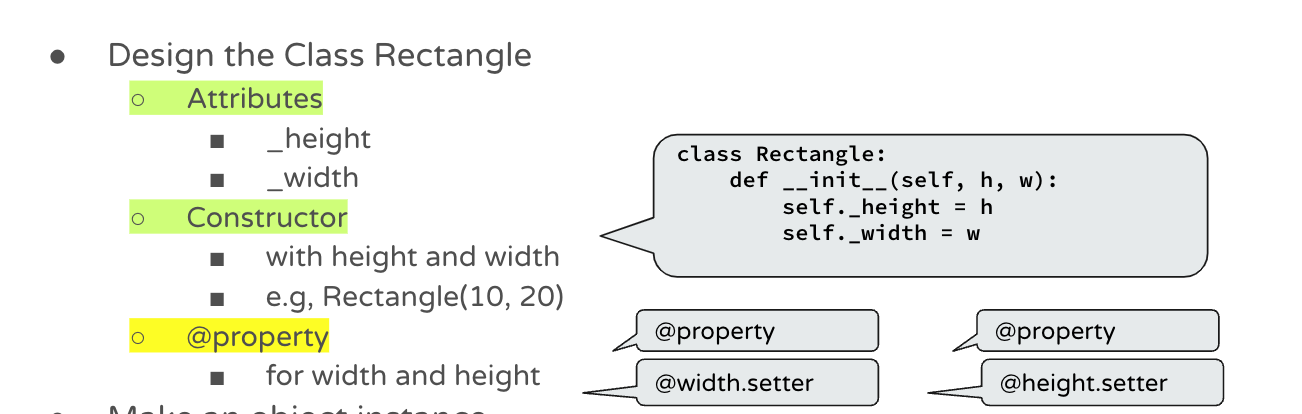 ● Design the Class Rectangle
○ Attributes
■ _height
■ _width
○ Constructor
■ with height and width
■ e.g, Rectangle(10, 20)
○ @property
■ for width and height
● Make an object instance
class Rectangle:
    def __init__(self, h, w):
        self._height = h
        self._width = w
@property
@width.setter
@property
@height.setter